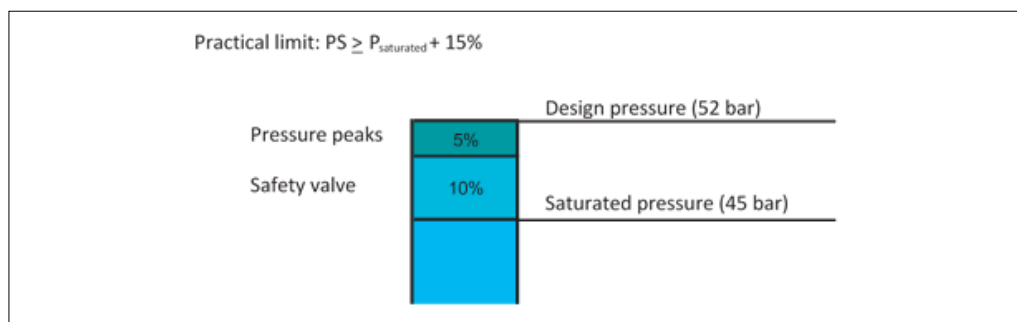 Practical limit: PS ≥ Psaturated + 15%
Design pressure (52 bar)
Pressure peaks
5%
Safety valve
10%
Saturated pressure (45 bar)